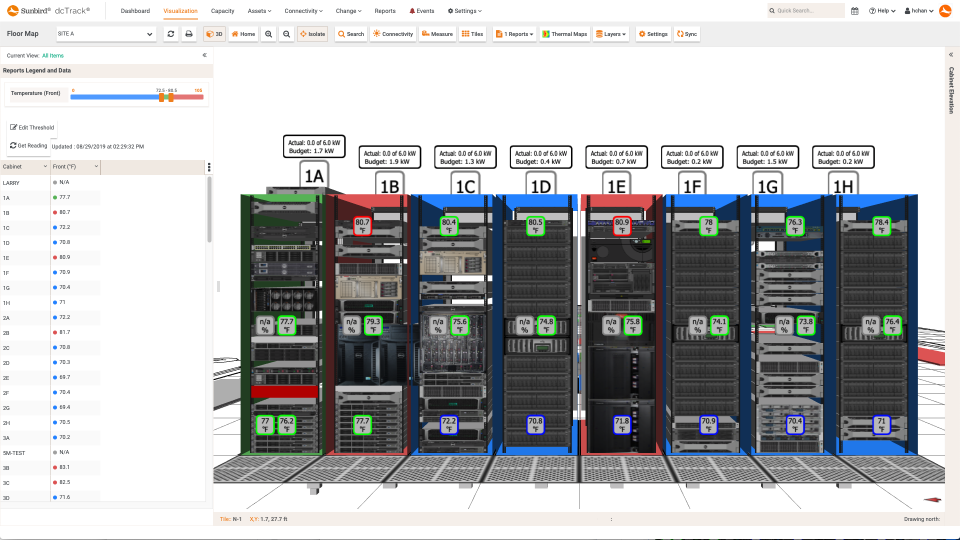 Sunbird® dcTrack® Dashboard Visualization Capacity Assets Connectivity Change Reports Events Settings Quick Search... Help hchen
Floor Map SITE A 3D Home Isolate Search Connectivity Measure Tiles 1 Reports Thermal Maps Layers Settings Sync
Current View: All Items «
Reports Legend and Data
Temperature (Front) 0 72.5 - 80.5 100
Edit Threshold
Get Reading Updated : 08/29/2019 at 02:29:32 PM
Cabinet Front (°F)
LARRY N/A
1A 77.7
1B 80.7
1C 72.2
1D 70.8
1E 80.9
1F 70.9
1G 70.4
1H 71
2A 72.2
2B 81.7
2C 70.8
2D 70.3
2E 69.7
2F 70.4
2G 69.4
2H 70.5
3A 70.2
5M-TEST N/A
3B 83.1
3C 82.5
3D 71.6
« Cabinet Elevation
Actual: 0.0 of 6.0 kW
Budget: 1.7 kW
Actual: 0.0 of 6.0 kW
Budget: 1.9 kW
Actual: 0.0 of 6.0 kW
Budget: 1.3 kW
Actual: 0.0 of 6.0 kW
Budget: 0.4 kW
Actual: 0.0 of 6.0 kW
Budget: 0.7 kW
Actual: 0.0 of 6.0 kW
Budget: 0.2 kW
Actual: 0.0 of 6.0 kW
Budget: 1.5 kW
Actual: 0.0 of 6.0 kW
Budget: 0.2 kW
1A 1B 1C 1D 1E 1F 1G 1H
80.7 °F 80.4 °F 80.5 °F 80.9 °F 78 °F 76.3 °F 78.4 °F
n/a % 77.7 °F n/a % 79.3 °F n/a % 75.6 °F n/a % 74.8 °F n/a % 75.8 °F n/a % 74.1 °F n/a % 73.8 °F n/a % 76.4 °F
77 76.2 °F 77.7 °F 72.2 °F 70.8 °F 71.8 °F 70.9 °F 70.4 °F 71 °F
Tile: N-1 X,Y: 1.7, 27.7 ft : Drawing north: